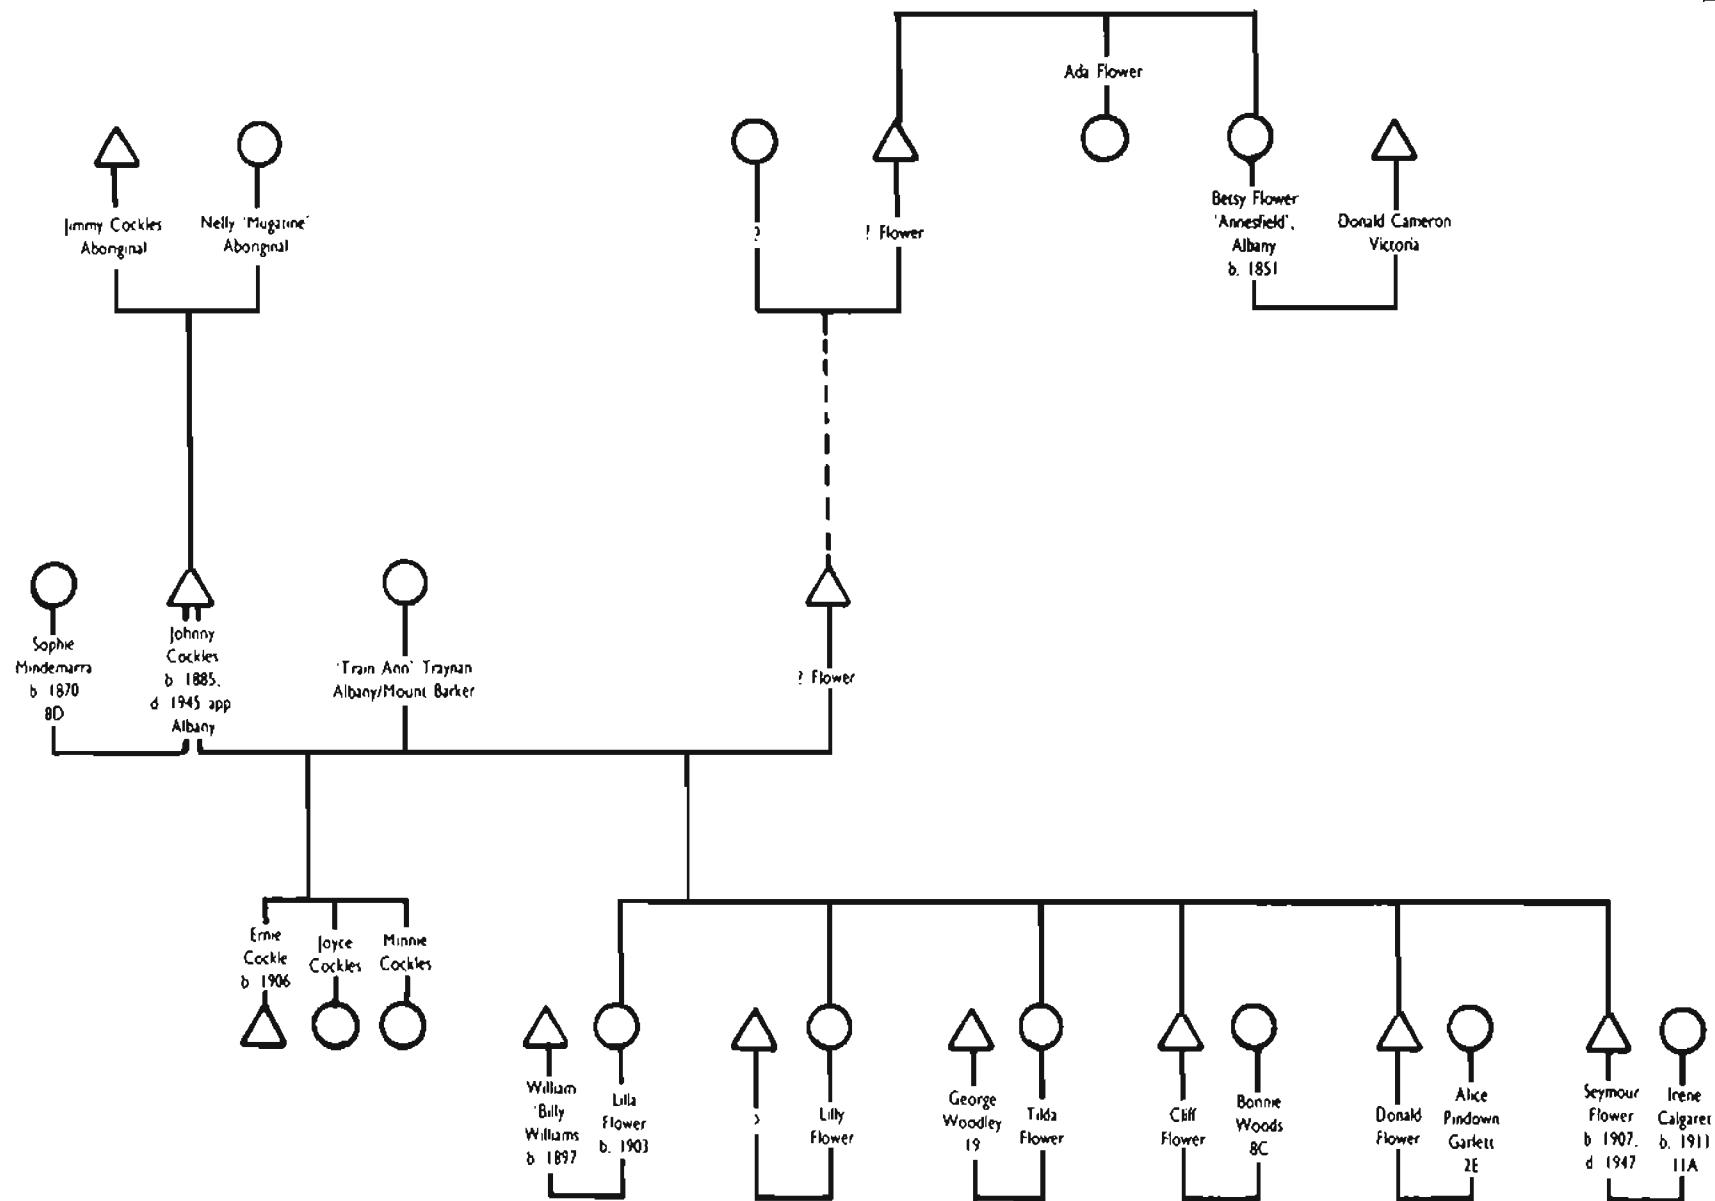 Ada Flower
Jimmy Cockles
Aboriginal
Nelly 'Mugatine'
Aboriginal
?
? Flower
Betsy Flower
'Annesfield',
Albany
b. 1851
Donald Cameron
Victoria
Sophie
Mindemarra
b 1870
8D
Johnny
Cockles
b 1885,
d 1945 app
Albany
'Train Ann' Traynan
Albany/Mount Barker
? Flower
Ernie
Cockle
b 1906
Joyce
Cockles
Minnie
Cockles
William
'Billy
Williams
b 1897
Lilla
Flower
b. 1903
?
Lilly
Flower
George
Woodley
19
Tilda
Flower
Cliff
Flower
Bonnie
Woods
8C
Donald
Flower
Alice
Pindown
Garlett
2E
Seymour
Flower
b 1907,
d 1947
Irene
Calgaret
b. 1911
11A